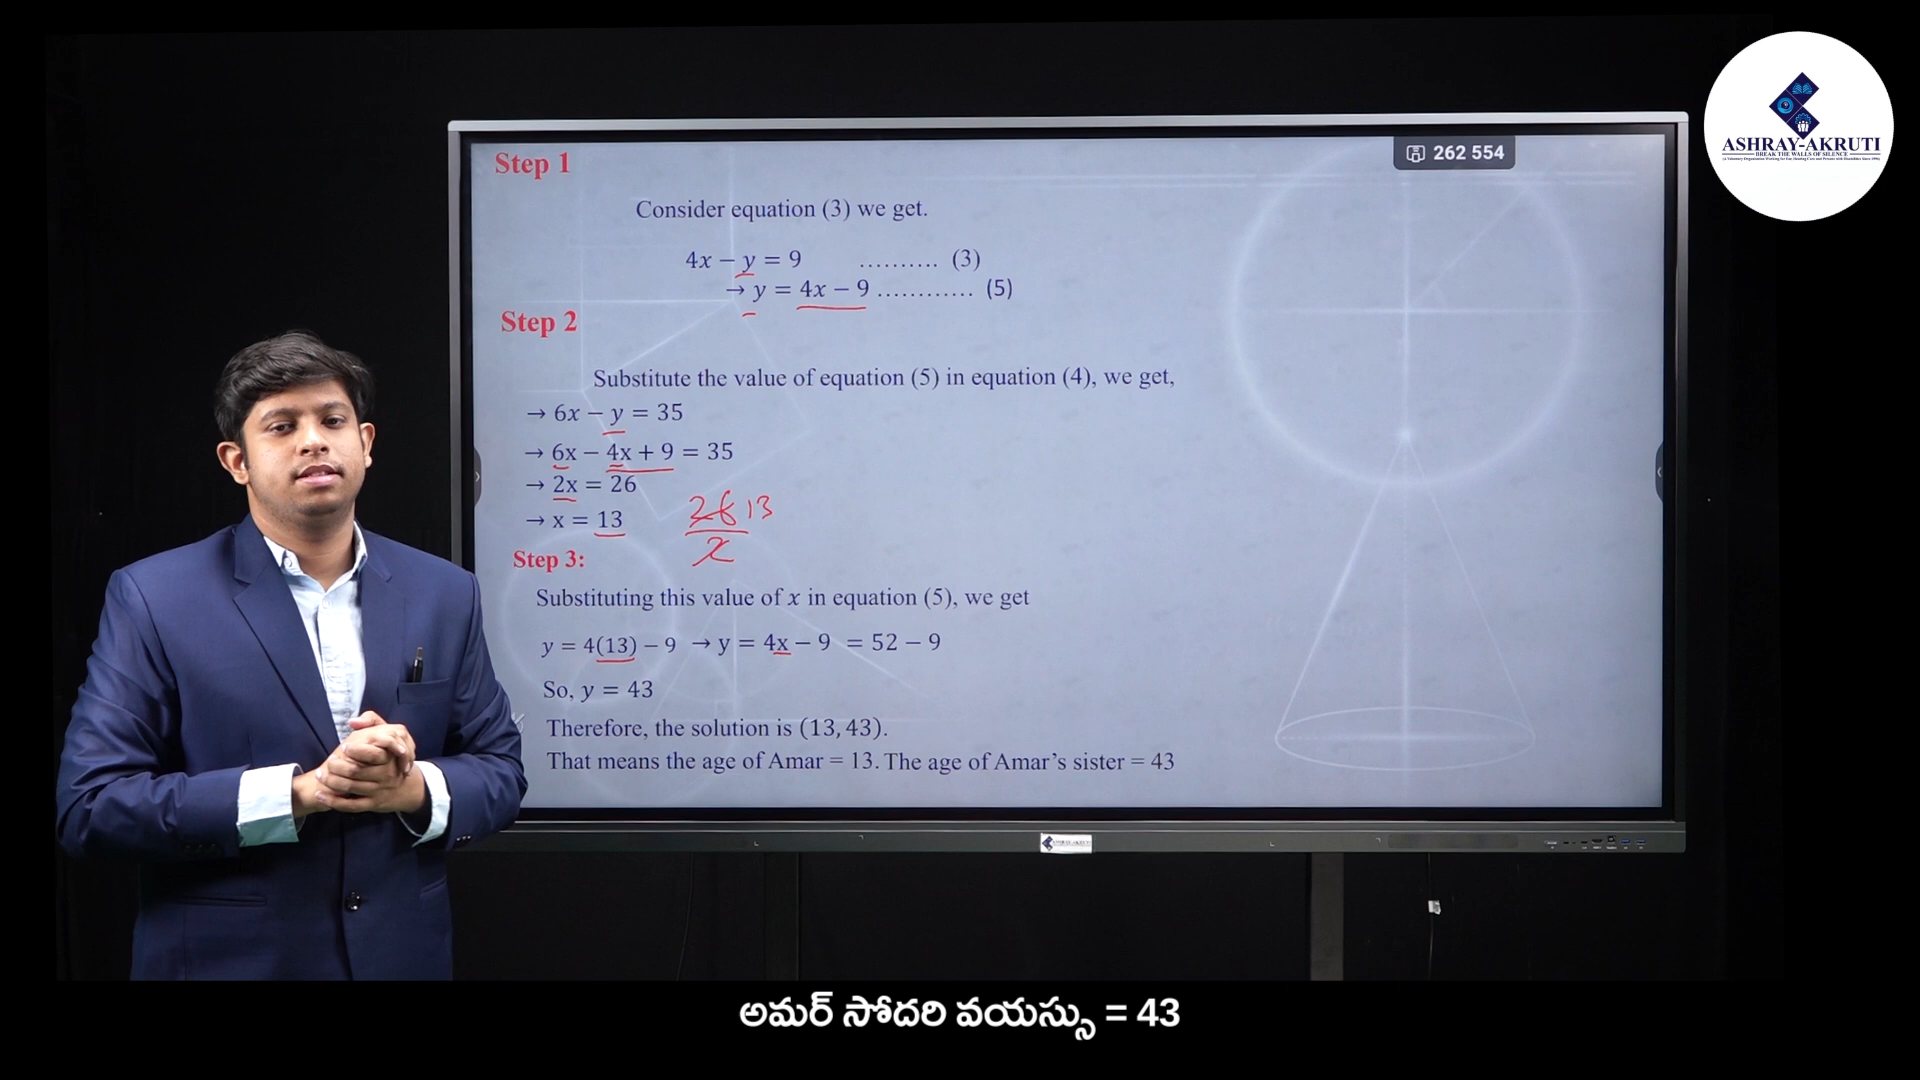 ASHRAY-AKRUTI
BREAK THE WALLS OF SILENCE
262 554
Step 1
Consider equation (3) we get.
4x − y = 9 .......... (3)
→ y = 4x − 9 ............ (5)
Step 2
Substitute the value of equation (5) in equation (4), we get,
→ 6x − y = 35
→ 6x − 4x + 9 = 35
→ 2x = 26
→ x = 13
26 13
2
Step 3:
Substituting this value of x in equation (5), we get
y = 4(13) − 9 → y = 4x − 9 = 52 − 9
So, y = 43
Therefore, the solution is (13, 43).
That means the age of Amar = 13. The age of Amar's sister = 43
అమర్ సోదరి వయస్సు = 43